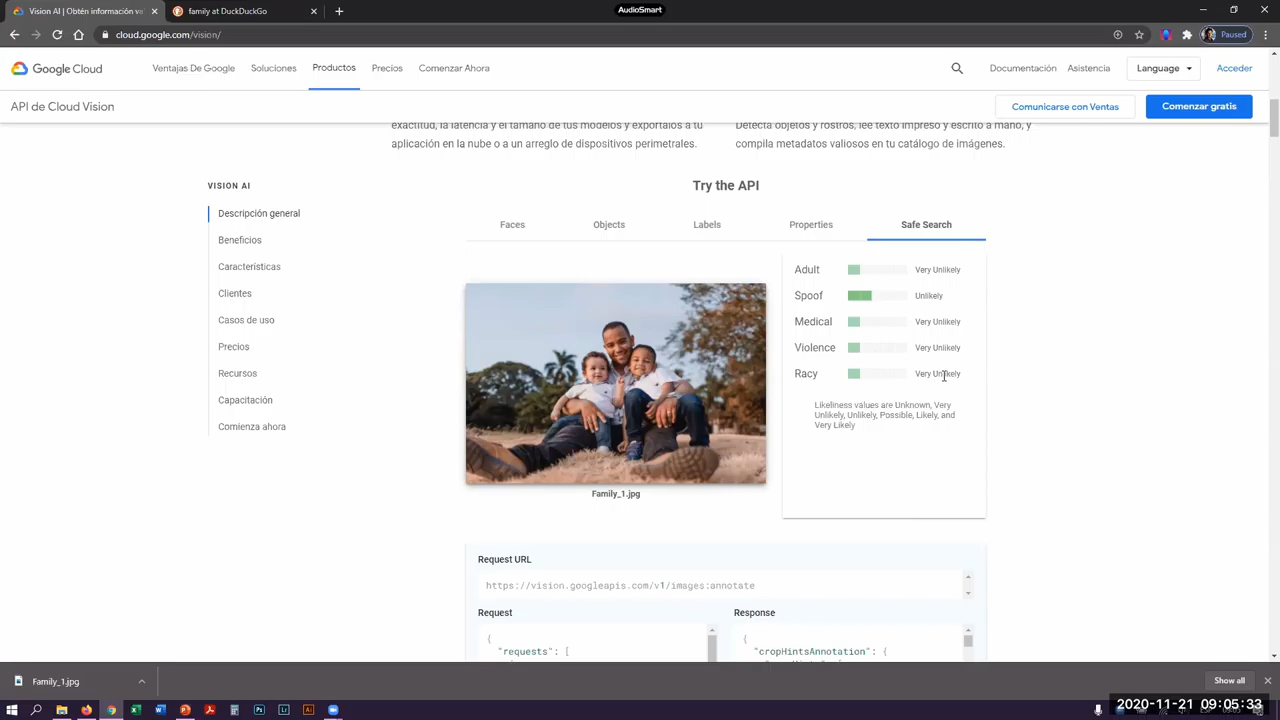 Vision AI | Obtén informació va
family at DuckDuckGo
AudioSmart
cloud.google.com/vision/
Paused
Google Cloud
Ventajas De Google
Soluciones
Productos
Precios
Comenzar Ahora
Documentación
Asistencia
Language
Acceder
API de Cloud Vision
Comunicarse con Ventas
Comenzar gratis
exactitud, la latencia y el tamaño de tus modelos y expórtalos a tu
aplicación en la nube o a un arreglo de dispositivos perimetrales.
Detecta objetos y rostros, lee texto impreso y escrito a mano, y
compila metadatos valiosos en tu catálogo de imágenes.
VISION AI
Descripción general
Beneficios
Características
Clientes
Casos de uso
Precios
Recursos
Capacitación
Comienza ahora
Try the API
Faces
Objects
Labels
Properties
Safe Search
Adult Very Unlikely
Spoof Unlikely
Medical Very Unlikely
Violence Very Unlikely
Racy Very Unlikely
Likeliness values are Unknown, Very
Unlikely, Unlikely, Possible, Likely, and
Very Likely
Family_1.jpg
Request URL
https://vision.googleapis.com/v1/images:annotate
Request
{
"requests": [
Response
{
"cropHintsAnnotation": {
Family_1.jpg
Show all
2020-11-21 09:05:33